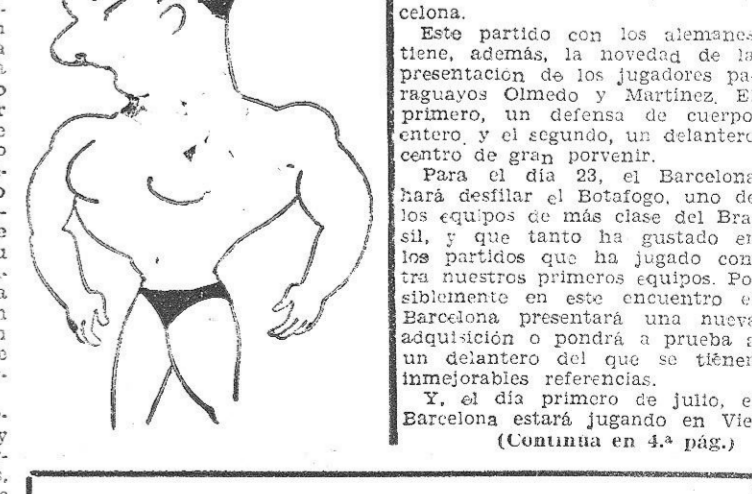 celona.
Este partido con los alemanes
tiene, además, la novedad de la
presentación de los jugadores pa-
raguayos Olmedo y Martínez. El
primero, un defensa de cuerpo
entero, y el segundo, un delantero
centro de gran porvenir.
Para el día 23, el Barcelona
hará desfilar el Botafogo, uno de
los equipos de más clase del Bra-
sil, y que tanto ha gustado en
los partidos que ha jugado con-
tra nuestros primeros equipos. Po-
siblemente en este encuentro el
Barcelona presentará una nueva
adquisición o pondrá a prueba a
un delantero del que se tienen
inmejorables referencias.
Y, el día primero de julio, el
Barcelona estará jugando en Vie
(Continúa en 4.ª pág.)